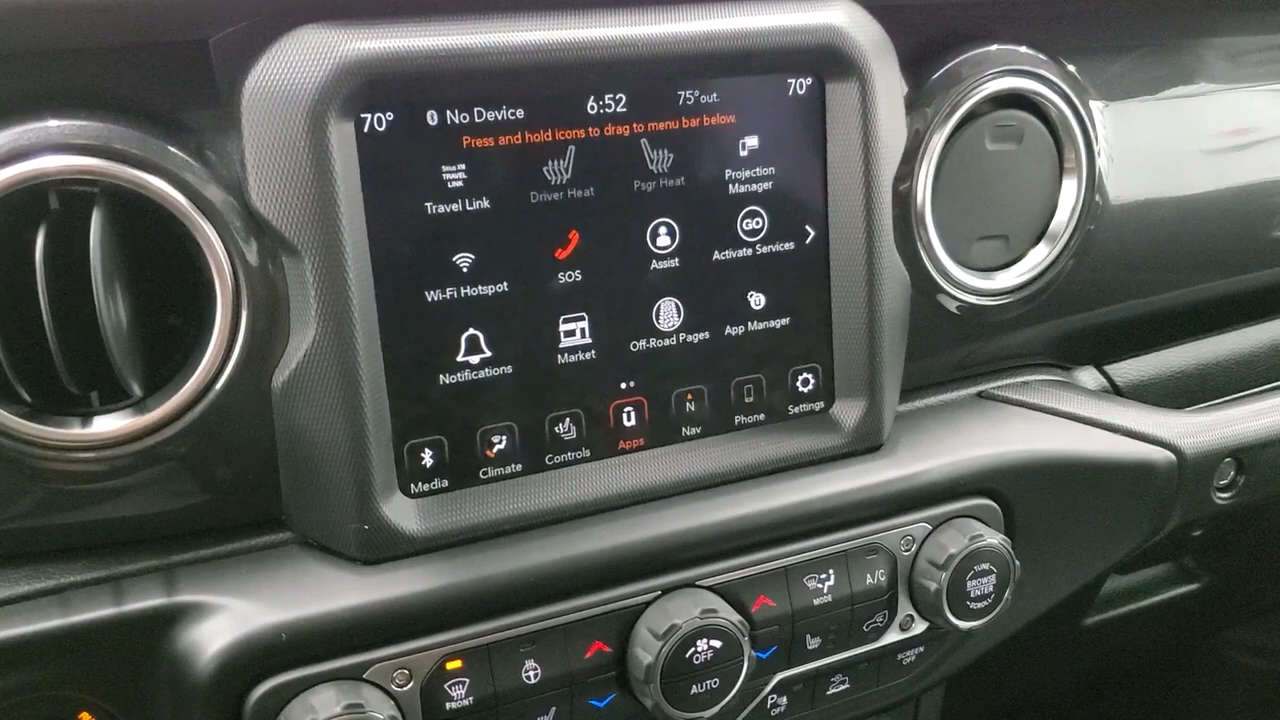 70°
No Device
6:52
75°out.
70°
Press and hold icons to drag to menu bar below.
Sirius XM
TRAVEL
LINK
Travel Link
Driver Heat
Psgr Heat
Projection
Manager
Wi-Fi Hotspot
SOS
Assist
GO
Activate Services
Notifications
Market
Off-Road Pages
App Manager
Media
Climate
Controls
Apps
N
Nav
Phone
Settings
FRONT
OFF
AUTO
MODE
A/C
TUNE
BROWSE
ENTER
SCROLL
SCREEN
OFF
P
OFF